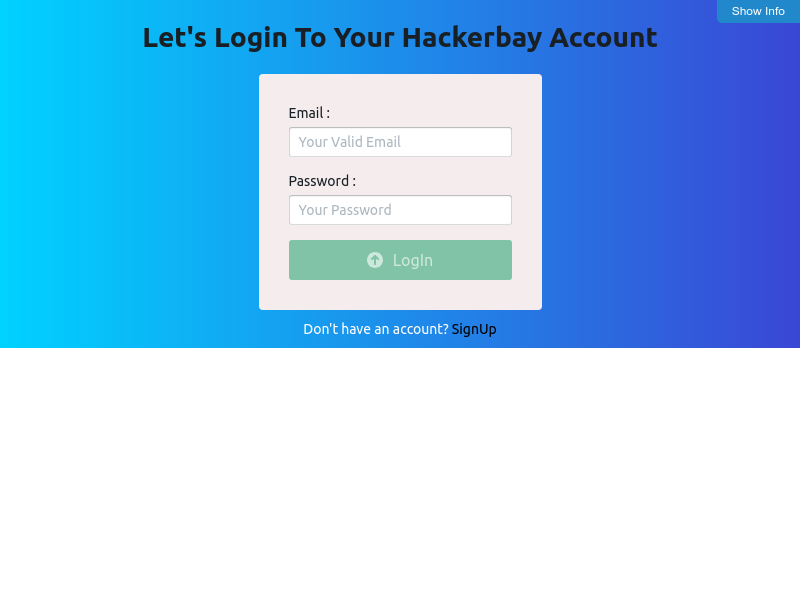 Show Info
Let's Login To Your Hackerbay Account
Email :
Your Valid Email
Password :
Your Password
LogIn
Don't have an account? SignUp